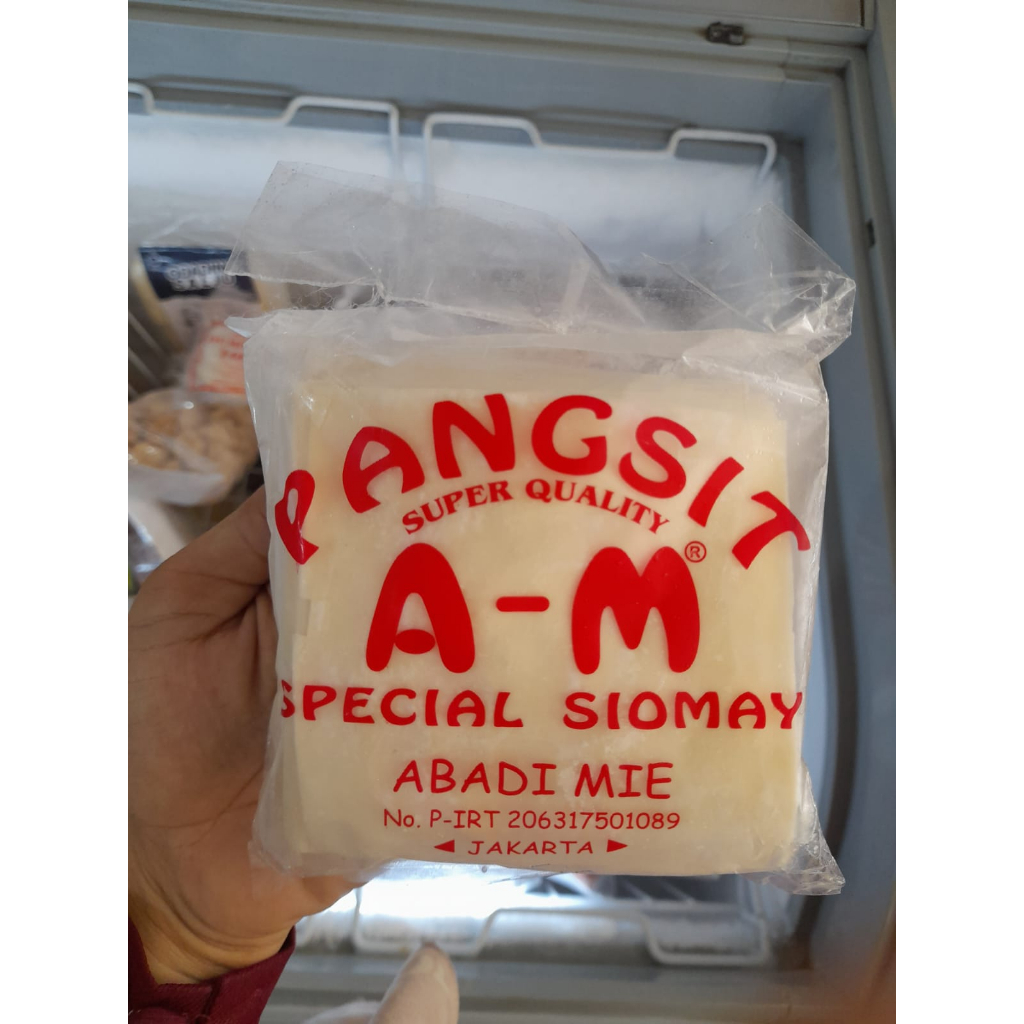 PANGSIT
SUPER QUALITY
A-M®
SPECIAL SIOMAY
ABADI MIE
No. P-IRT 206317501089
◄ JAKARTA ►